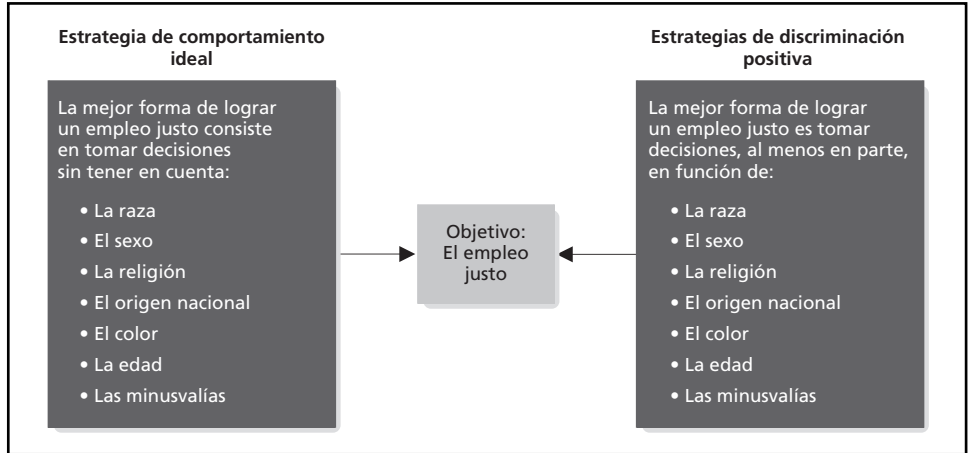 Estrategia de comportamiento
ideal
La mejor forma de lograr
un empleo justo consiste
en tomar decisiones
sin tener en cuenta:
• La raza
• El sexo
• La religión
• El origen nacional
• El color
• La edad
• Las minusvalías
Objetivo:
El empleo
justo
Estrategias de discriminación
positiva
La mejor forma de lograr
un empleo justo es tomar
decisiones, al menos en parte,
en función de:
• La raza
• El sexo
• La religión
• El origen nacional
• El color
• La edad
• Las minusvalías